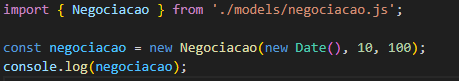 import { Negociacao } from './models/negociacao.js';
const negociacao = new Negociacao(new Date(), 10, 100);
console.log(negociacao);